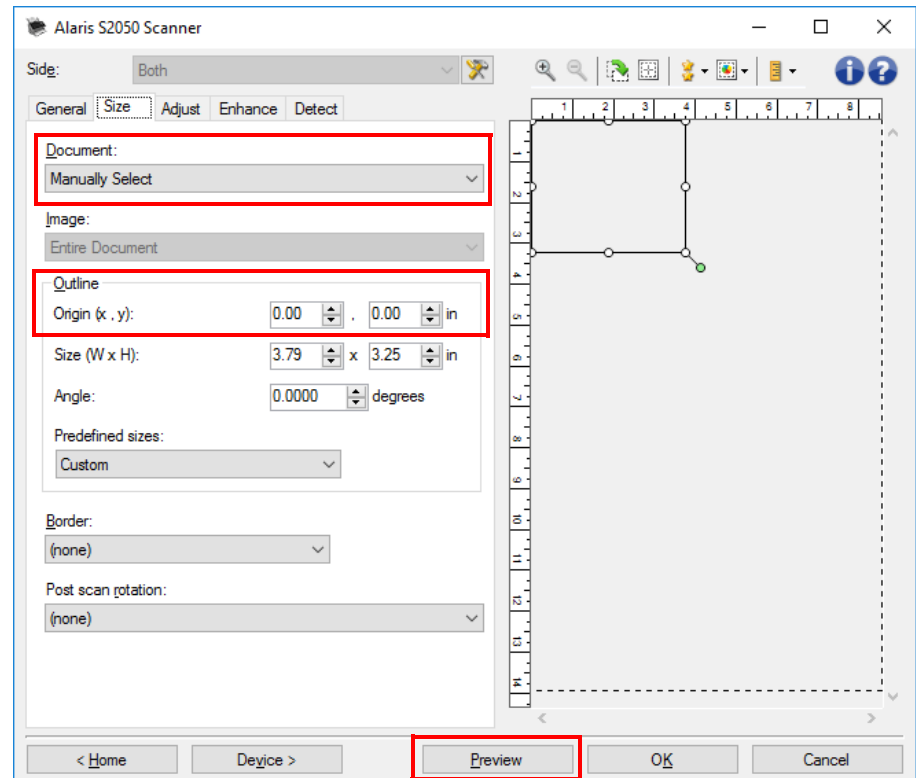 Alaris S2050 Scanner
Side: Both
General Size Adjust Enhance Detect
Document:
Manually Select
Image:
Entire Document
Outline
Origin (x , y): 0.00 , 0.00 in
Size (W x H): 3.79 x 3.25 in
Angle: 0.0000 degrees
Predefined sizes:
Custom
Border:
(none)
Post scan rotation:
(none)
1 2 3 4 5 6 7 8
1
2
3
4
5
6
7
8
9
10
11
12
13
14
< Home Device > Preview OK Cancel